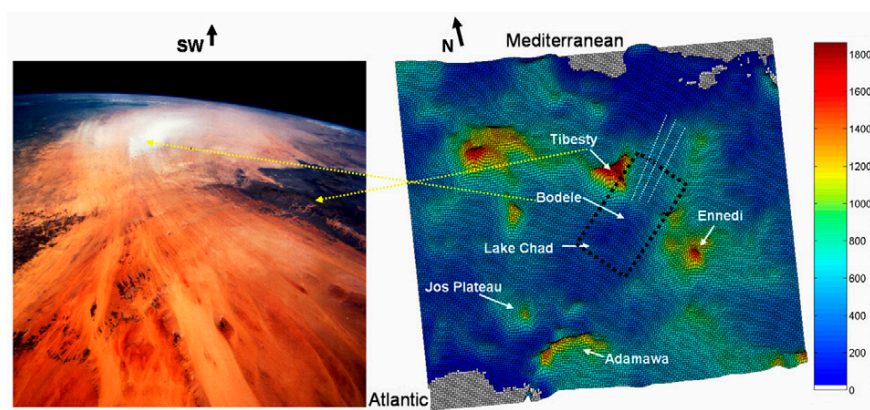 SW
N
Mediterranean
Tibesty
Bodele
Ennedi
Lake Chad
Jos Plateau
Adamawa
Atlantic
1800
1600
1400
1200
1000
800
600
400
200
0